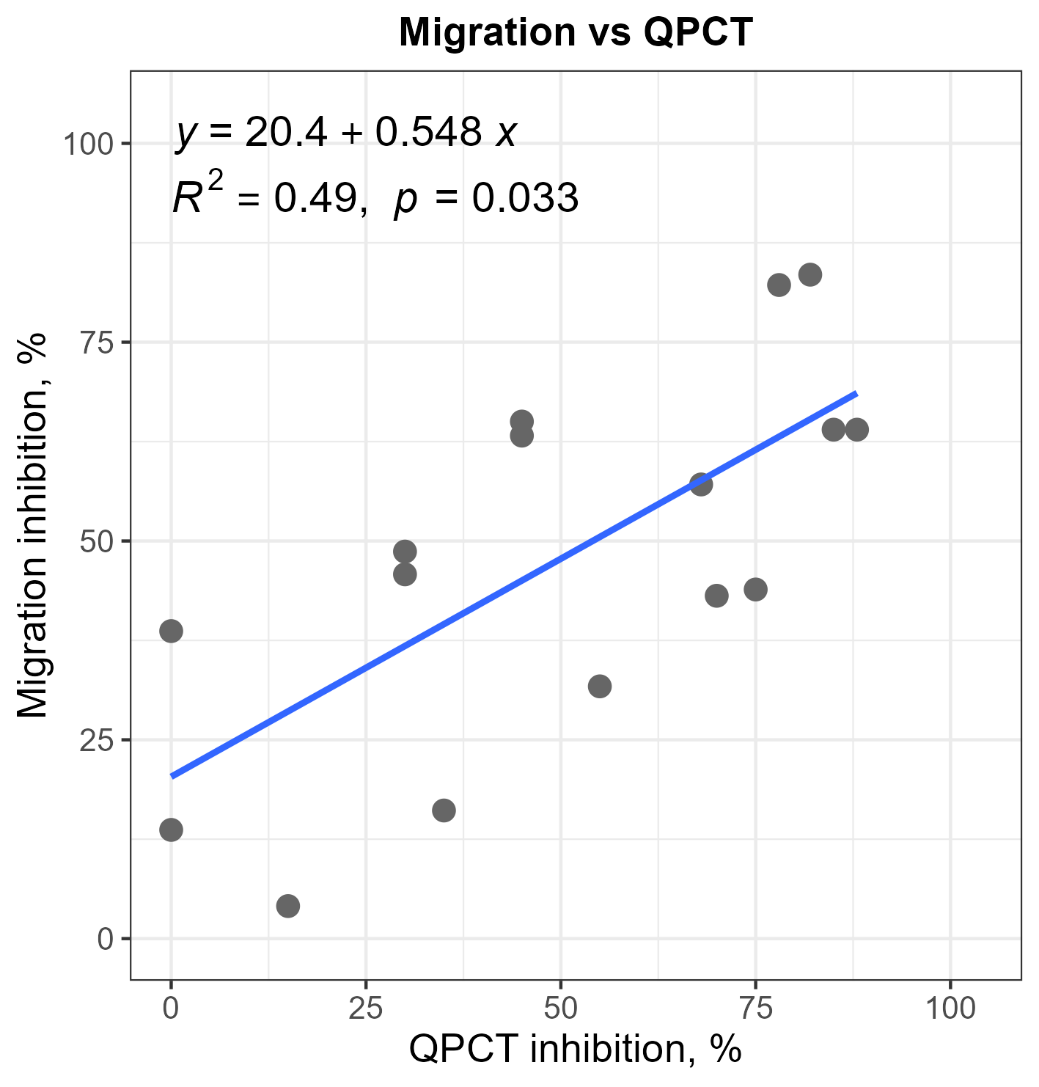 Migration vs QPCT
y = 20.4 + 0.548 x
R² = 0.49, p = 0.033
Migration inhibition, %
100
75
50
25
0
0 25 50 75 100
QPCT inhibition, %